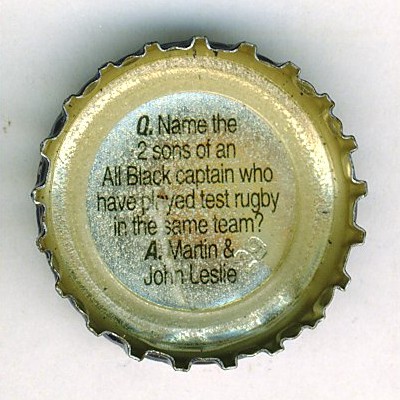 Q. Name the
2 sons of an
All Black captain who
have played test rugby
in the same team?
A. Martin &
John Leslie